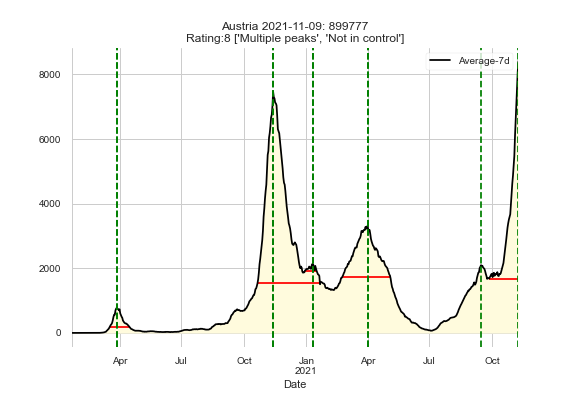 Austria 2021-11-09: 899777
Rating:8 ['Multiple peaks', 'Not in control']
Average-7d
8000
6000
4000
2000
0
Apr Jul Oct Jan Apr Jul Oct
2021
Date